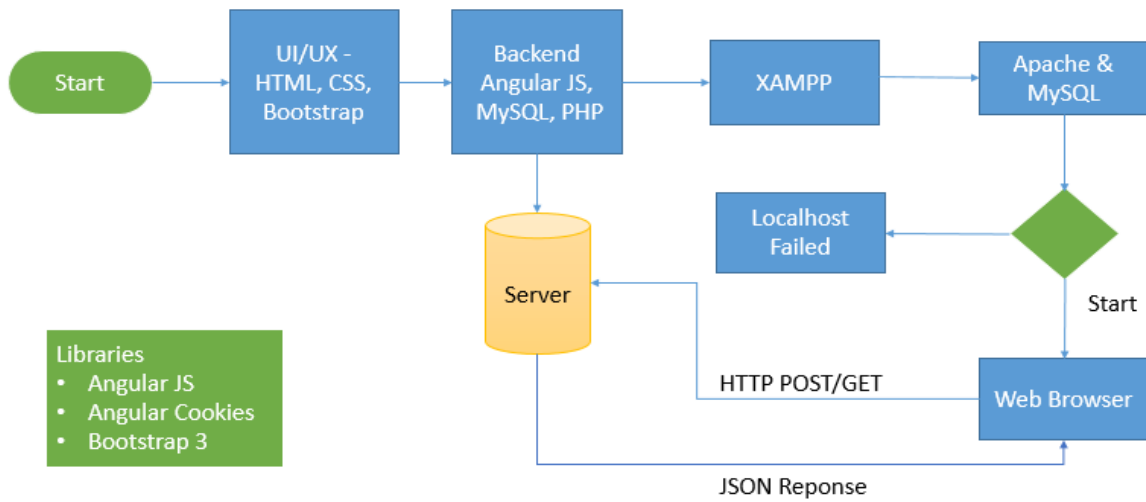 Start
UI/UX -
HTML, CSS,
Bootstrap
Backend
Angular JS,
MySQL, PHP
XAMPP
Apache &
MySQL
Localhost
Failed
Server
Start
Libraries
• Angular JS
• Angular Cookies
• Bootstrap 3
HTTP POST/GET
Web Browser
JSON Reponse